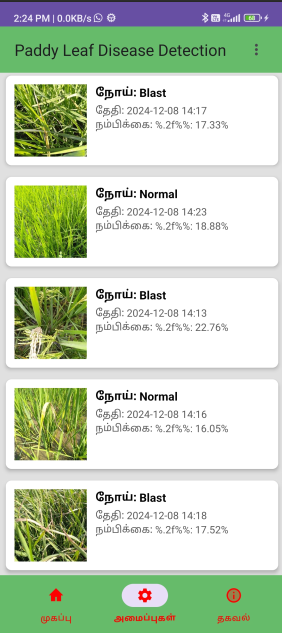 2:24 PM | 0.0KB/s
4G
68
Paddy Leaf Disease Detection
நோய்: Blast
தேதி: 2024-12-08 14:17
நம்பிக்கை: %.2f%%: 17.33%
நோய்: Normal
தேதி: 2024-12-08 14:23
நம்பிக்கை: %.2f%%: 18.88%
நோய்: Blast
தேதி: 2024-12-08 14:13
நம்பிக்கை: %.2f%%: 22.76%
நோய்: Normal
தேதி: 2024-12-08 14:16
நம்பிக்கை: %.2f%%: 16.05%
நோய்: Blast
தேதி: 2024-12-08 14:18
நம்பிக்கை: %.2f%%: 17.52%
முகப்பு அமைப்புகள் தகவல்